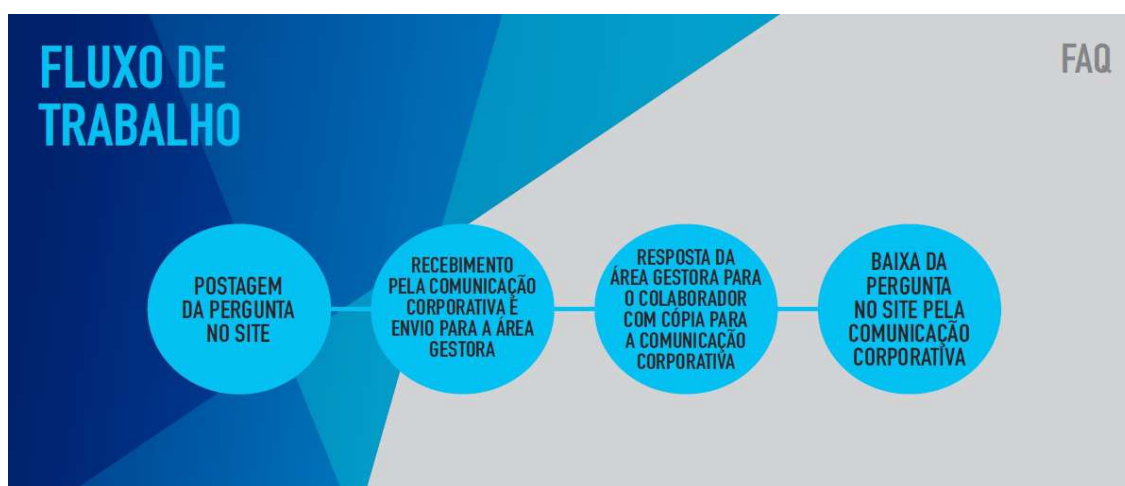 FLUXO DE
TRABALHO
FAQ
POSTAGEM
DA PERGUNTA
NO SITE
RECEBIMENTO
PELA COMUNICAÇÃO
CORPORATIVA E
ENVIO PARA A ÁREA
GESTORA
RESPOSTA DA
ÁREA GESTORA PARA
O COLABORADOR
COM CÓPIA PARA
A COMUNICAÇÃO
CORPORATIVA
BAIXA DA
PERGUNTA
NO SITE PELA
COMUNICAÇÃO
CORPORATIVA